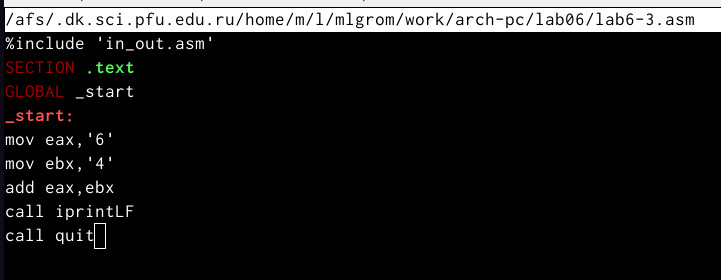 /afs/.dk.sci.pfu.edu.ru/home/m/l/mlgrom/work/arch-pc/lab06/lab6-3.asm
%include 'in_out.asm'
SECTION .text
GLOBAL _start
_start:
mov eax,'6'
mov ebx,'4'
add eax,ebx
call iprintLF
call quit